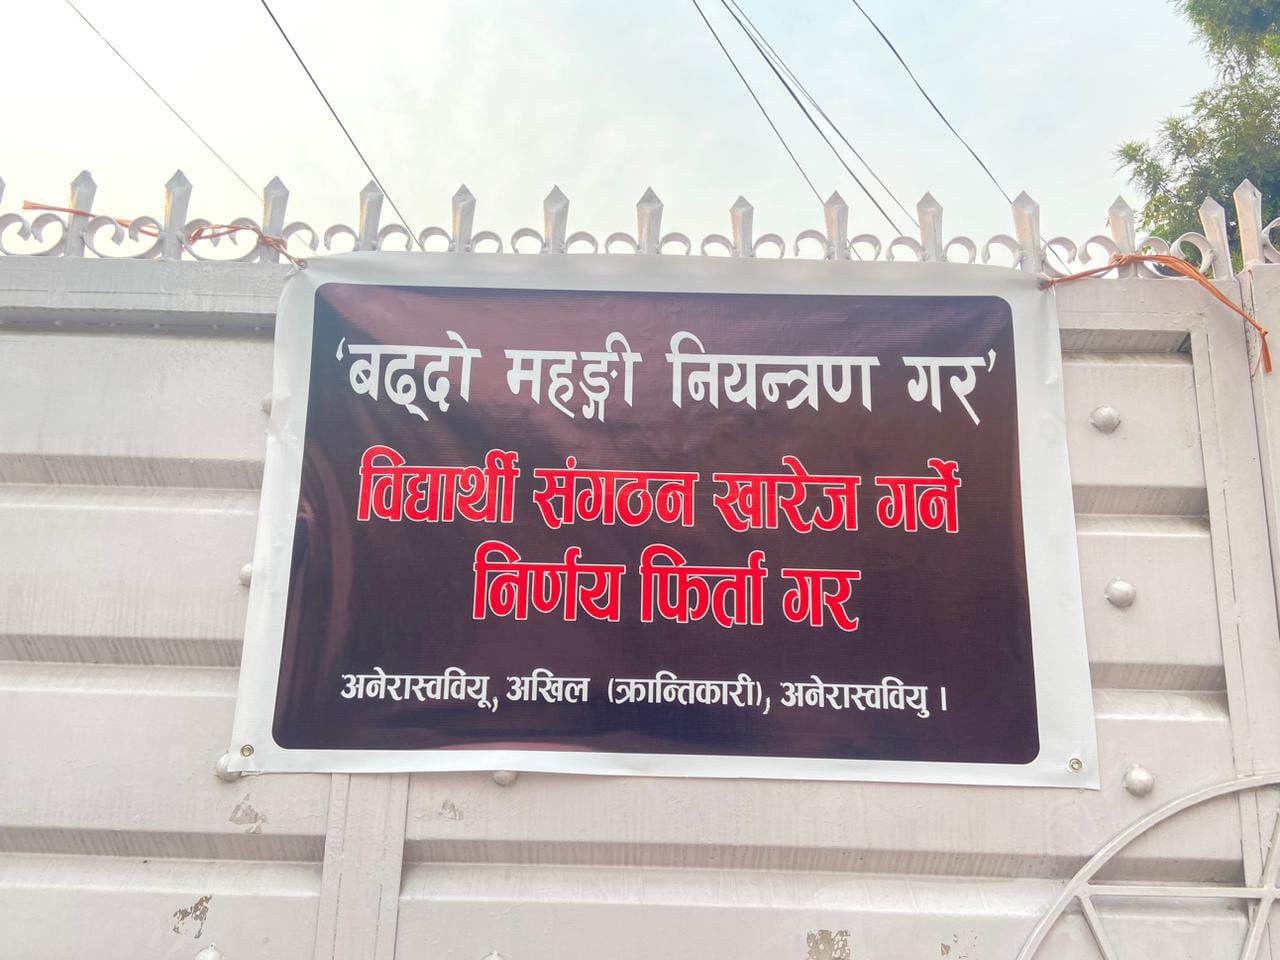 ‘बढ्दो महङ्गी नियन्त्रण गर’
विद्यार्थी संगठन खारेज गर्ने
निर्णय फिर्ता गर
अनेरास्ववियू, अखिल (क्रान्तिकारी), अनेरास्ववियु ।